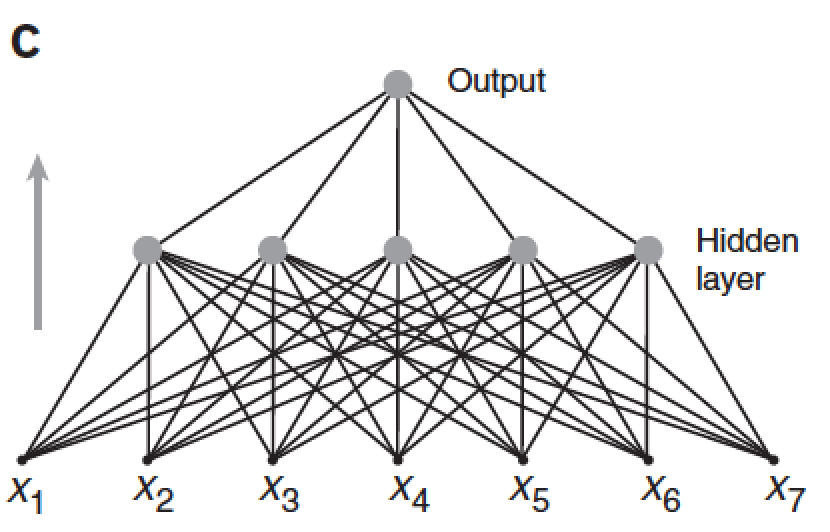 C
Output
Hidden
layer
x1 x2 x3 x4 x5 x6 x7